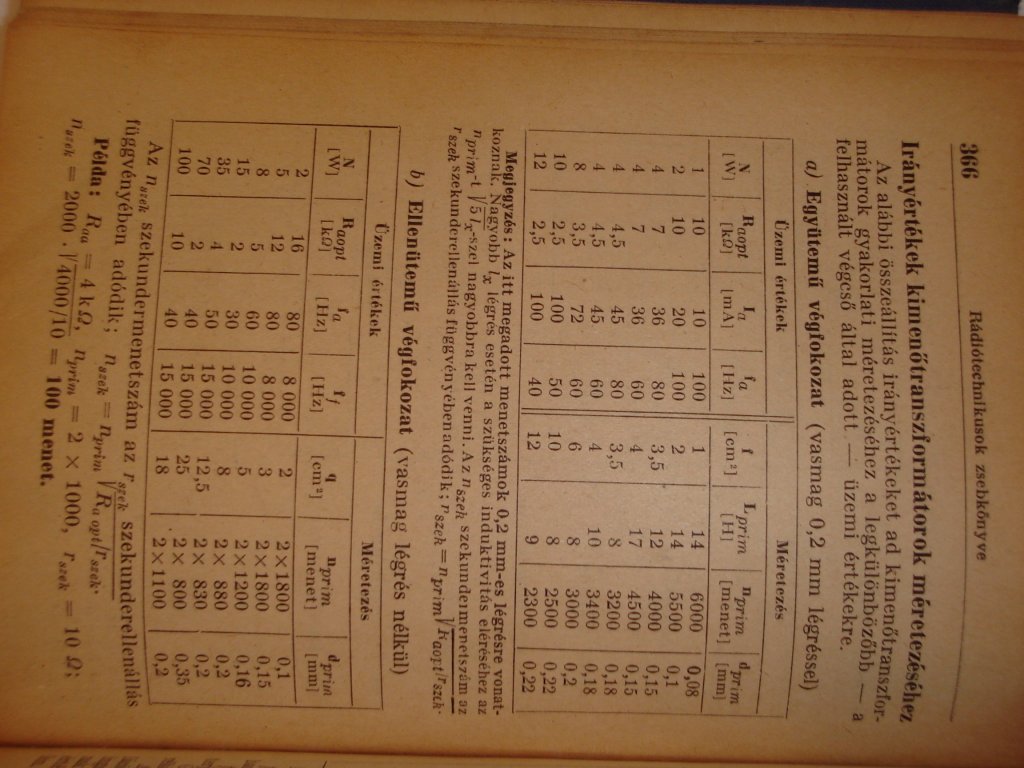 366 Rádiótechnikusok zsebkönyve
Irányértékek kimenőtranszformátorok méretezéséhez
Az alábbi összeállítás irányértékeket ad kimenőtranszfor-
mátorok gyakorlati méretezéséhez a legkülönbözőbb — a
felhasznált végcső által adott — üzemi értékekre.
a) Együtemű végfokozat (vasmag 0,2 mm légréssel)
Üzemi értékek Méretezés
N Raopt Ia fa f Lprim nprim dprim
[W] [kΩ] [mA] [Hz] [cm²] [H] [menet] [mm]
1 10 10 100 1 14 6000 0,08
2 10 20 100 2 14 5500 0,1
4 7 36 80 3,5 12 4000 0,15
4 7 36 60 4 17 4500 0,15
4 4,5 45 80 3,5 8 3200 0,18
4 4,5 45 60 4 10 3400 0,18
8 3,5 72 60 6 8 3000 0,2
10 2,5 100 50 10 8 2500 0,22
12 2,5 100 40 12 9 2300 0,22
Megjegyzés: Az itt megadott menetszámok 0,2 mm-es légrésre vonat-
koznak. Nagyobb lx légrés esetén a szükséges induktivitás eléréséhez az
nprim-t √5 lx-szel nagyobbra kell venni. Az nszek szekundermenetszám az
rszek szekunderellenállás függvényében adódik; rszek = nprim √Raopt/rszek.
b) Ellenütemű végfokozat (vasmag légrés nélkül)
Üzemi értékek Méretezés
N Raopt fa ff q nprim dprim
[W] [kΩ] [Hz] [Hz] [cm²] [menet] [mm]
2 16 80 8 000 2 2×1800 0,1
5 12 80 8 000 3 2×1800 0,15
8 5 60 10 000 5 2×1200 0,16
15 2 30 10 000 8 2× 880 0,2
35 4 50 15 000 12,5 2× 830 0,2
70 2 40 15 000 25 2× 800 0,35
100 10 40 15 000 18 2×1100 0,2
Az nszek szekundermenetszám az rszek szekunderellenállás
függvényében adódik; nszek = nprim √Ra opt/rszek.
Példa: Raa = 4 kΩ, nprim = 2 × 1000, rszek = 10 Ω;
nszek = 2000 . √4000/10 = 100 menet.